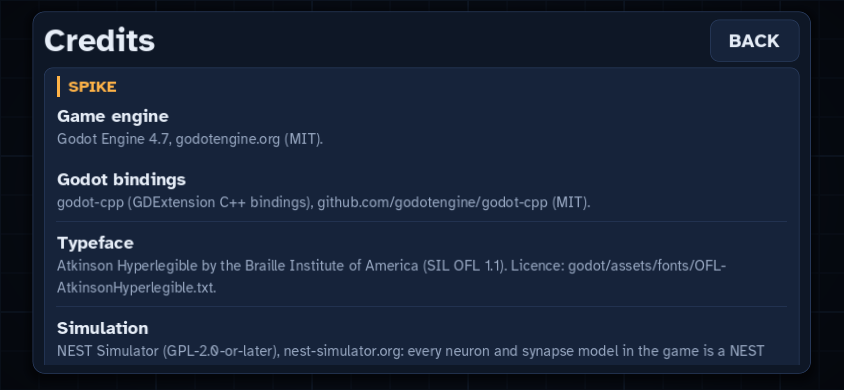 Credits
BACK
SPIKE
Game engine
Godot Engine 4.7, godotengine.org (MIT).
Godot bindings
godot-cpp (GDExtension C++ bindings), github.com/godotengine/godot-cpp (MIT).
Typeface
Atkinson Hyperlegible by the Braille Institute of America (SIL OFL 1.1). Licence: godot/assets/fonts/OFL-
AtkinsonHyperlegible.txt.
Simulation
NEST Simulator (GPL-2.0-or-later), nest-simulator.org: every neuron and synapse model in the game is a NEST